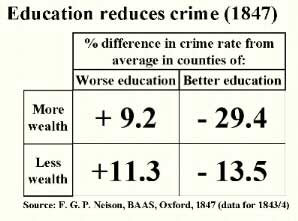 Education reduces crime (1847)
% difference in crime rate from
average in counties of:
Worse education Better education
More
wealth
+ 9.2 - 29.4
Less
wealth
+11.3 - 13.5
Source: F. G. P. Neison, BAAS, Oxford, 1847 (data for 1843/4)